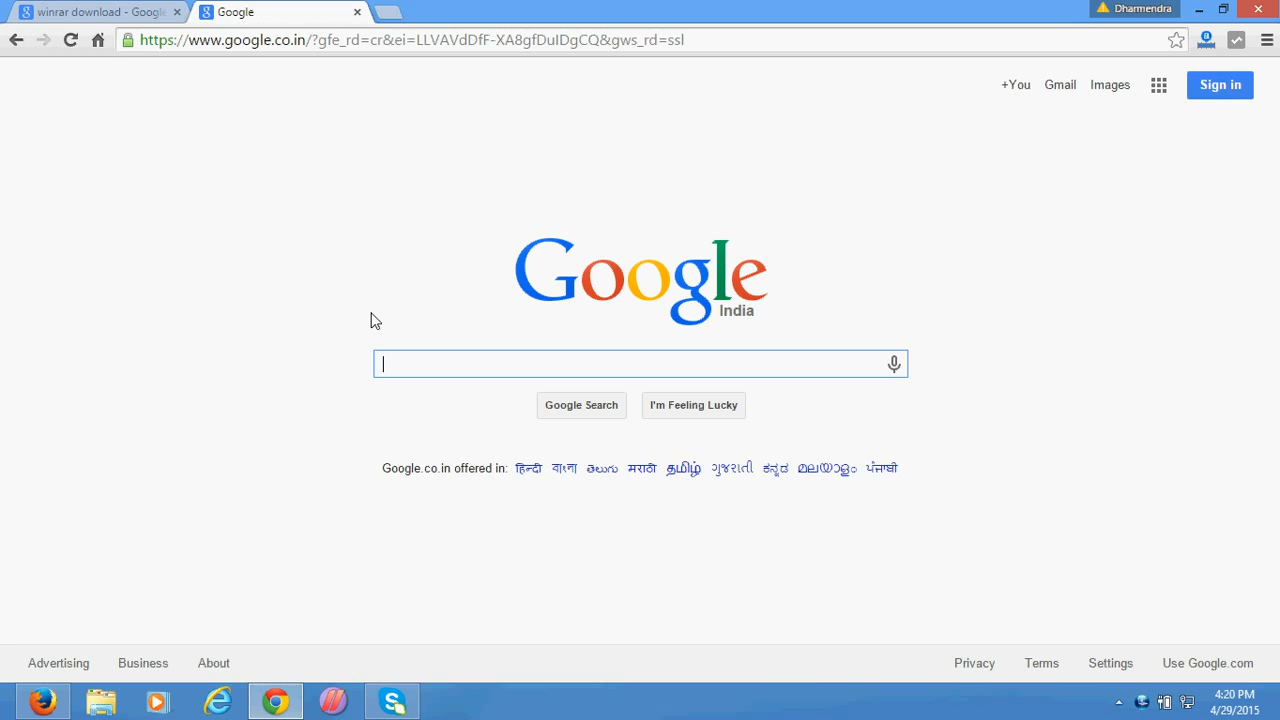 winrar download - Google
Google
Dharmendra
https://www.google.co.in/?gfe_rd=cr&ei=LLVAVdDfF-XA8gfDuIDgCQ&gws_rd=ssl
+You Gmail Images Sign in
Google
India
Google Search I'm Feeling Lucky
Google.co.in offered in: हिन्दी বাংলা తెలుగు मराठी தமிழ் ગુજરાતી ಕನ್ನಡ മലയാളം ਪੰਜਾਬੀ
Advertising Business About Privacy Terms Settings Use Google.com
4:20 PM
4/29/2015